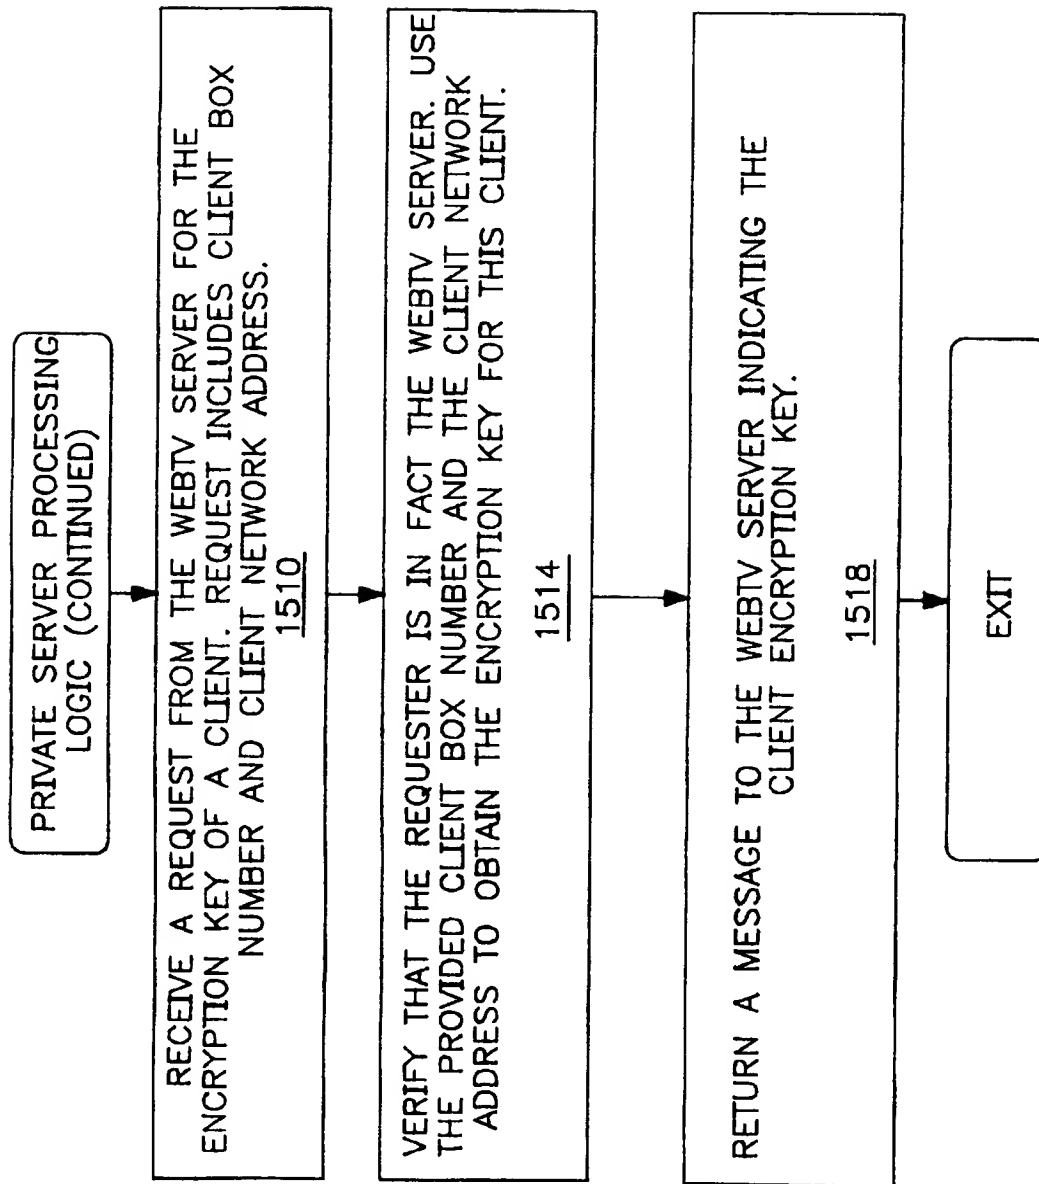 PRIVATE SERVER PROCESSING
LOGIC (CONTINUED)
RECEIVE A REQUEST FROM THE WEBTV SERVER FOR THE
ENCRYPTION KEY OF A CLIENT. REQUEST INCLUDES CLIENT BOX
NUMBER AND CLIENT NETWORK ADDRESS.
1510
VERIFY THAT THE REQUESTER IS IN FACT THE WEBTV SERVER. USE
THE PROVIDED CLIENT BOX NUMBER AND THE CLIENT NETWORK
ADDRESS TO OBTAIN THE ENCRYPTION KEY FOR THIS CLIENT.
1514
RETURN A MESSAGE TO THE WEBTV SERVER INDICATING THE
CLIENT ENCRYPTION KEY.
1518
EXIT